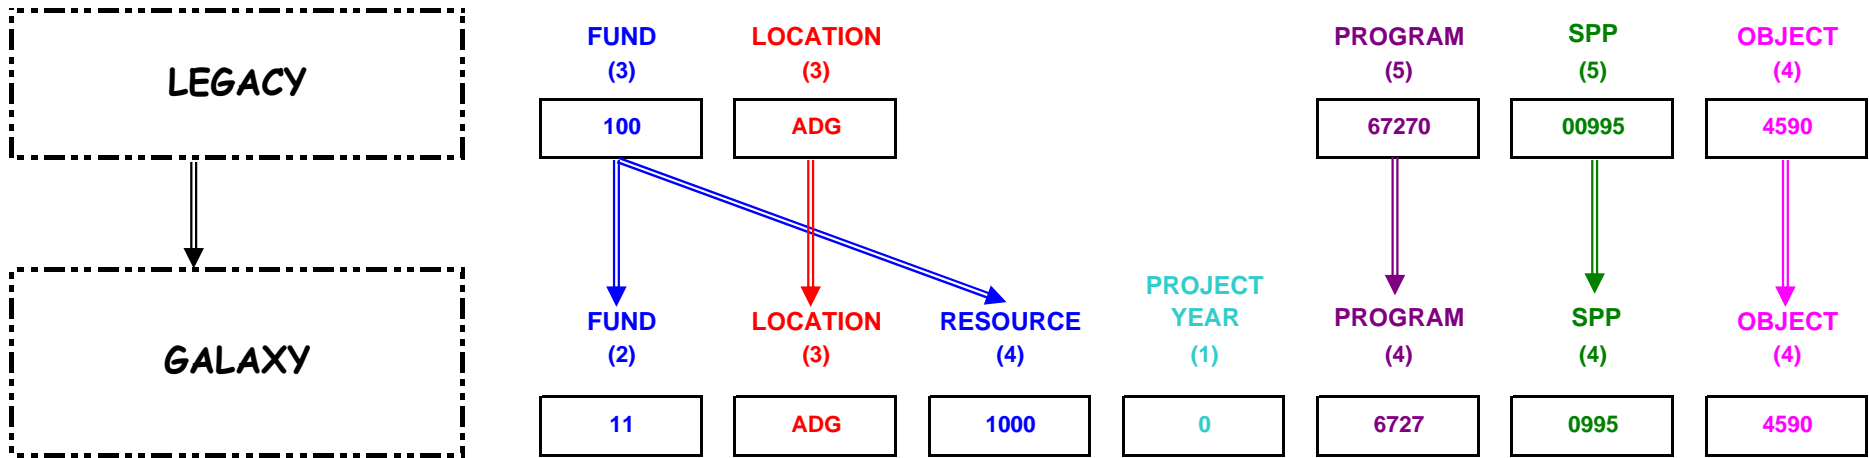 LEGACY
FUND LOCATION PROGRAM SPP OBJECT
(3) (3) (5) (5) (4)
100 ADG 67270 00995 4590
GALAXY
PROJECT
FUND LOCATION RESOURCE YEAR PROGRAM SPP OBJECT
(2) (3) (4) (1) (4) (4) (4)
11 ADG 1000 0 6727 0995 4590